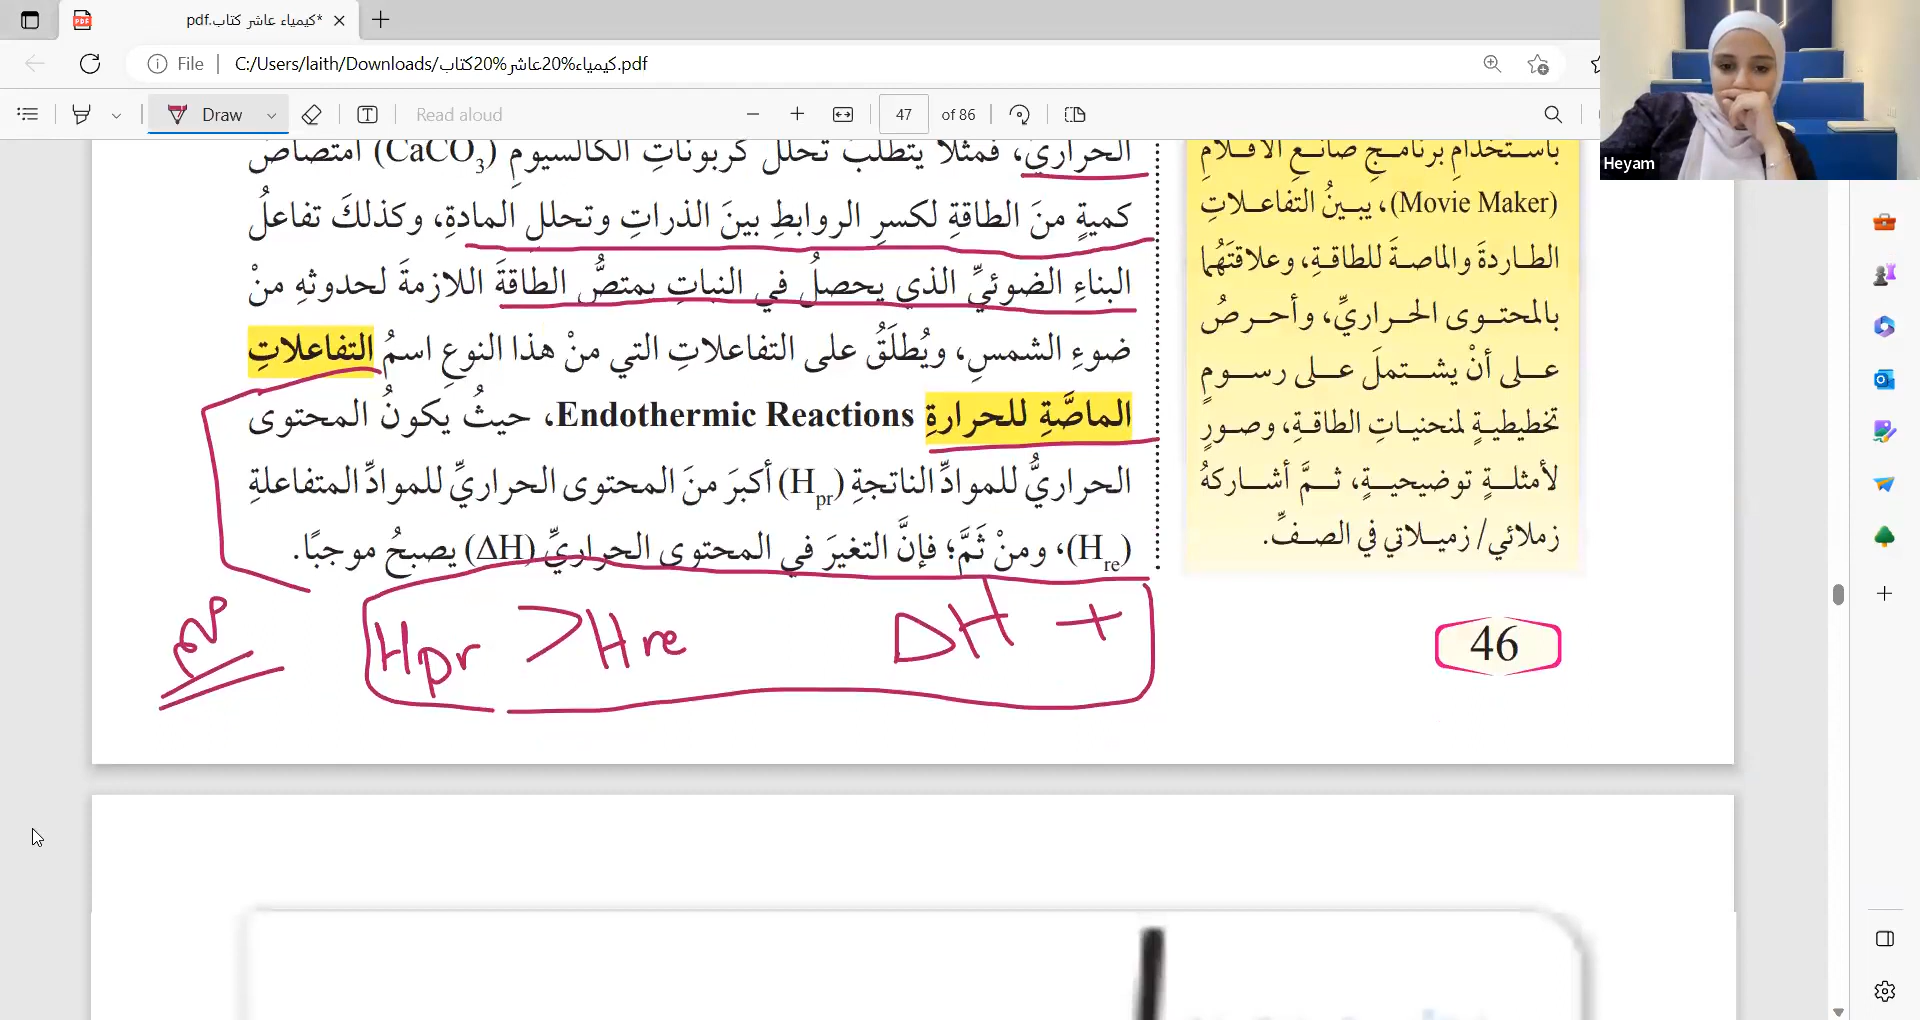 كيمياء عاشر كتاب.pdf*
File
C:/Users/laith/Downloads/كيمياء%20عاشر%20كتاب.pdf
Draw
Read aloud
47
of 86
Heyam
الحراري، فمثلًا يتطلب تحلل كربونات الكالسيومِ (CaCO3) امتصاص
كميةٍ منَ الطاقةِ لكسرِ الروابطِ بينَ الذراتِ وتحللِ المادةِ، وكذلكَ تفاعلُ
البناءِ الضوئيِّ الذي يحصلُ في النباتِ يمتصُّ الطاقةَ اللازمةَ لحدوثهِ منْ
ضوءِ الشمسِ، ويُطلَقُ على التفاعلاتِ التي منْ هذا النوعِ اسمُ التفاعلاتِ
الماصَّةِ للحرارةِ Endothermic Reactions، حيثُ يكونُ المحتوى
الحراريُّ للموادِّ الناتجةِ (Hpr) أكبرَ منَ المحتوى الحراريِّ للموادِّ المتفاعلةِ
(Hre)، ومنْ ثَمَّ؛ فإنَّ التغيرَ في المحتوى الحراريِّ (ΔH) يصبحُ موجبًا.
Hpr > Hre ΔH +
باستخدام برنامج صانع الأفلام
(Movie Maker)، يبينُ التفاعلاتِ
الطاردةَ والماصةَ للطاقةِ، وعلاقتَهُما
بالمحتوى الحراريِّ، وأحرصُ
على أنْ يشتملَ على رسومٍ
تخطيطيةٍ لمنحنياتِ الطاقةِ، وصورٍ
لأمثلةٍ توضيحيةٍ، ثمَّ أشاركهُ
زملائي/ زميلاتي في الصفِّ.
46